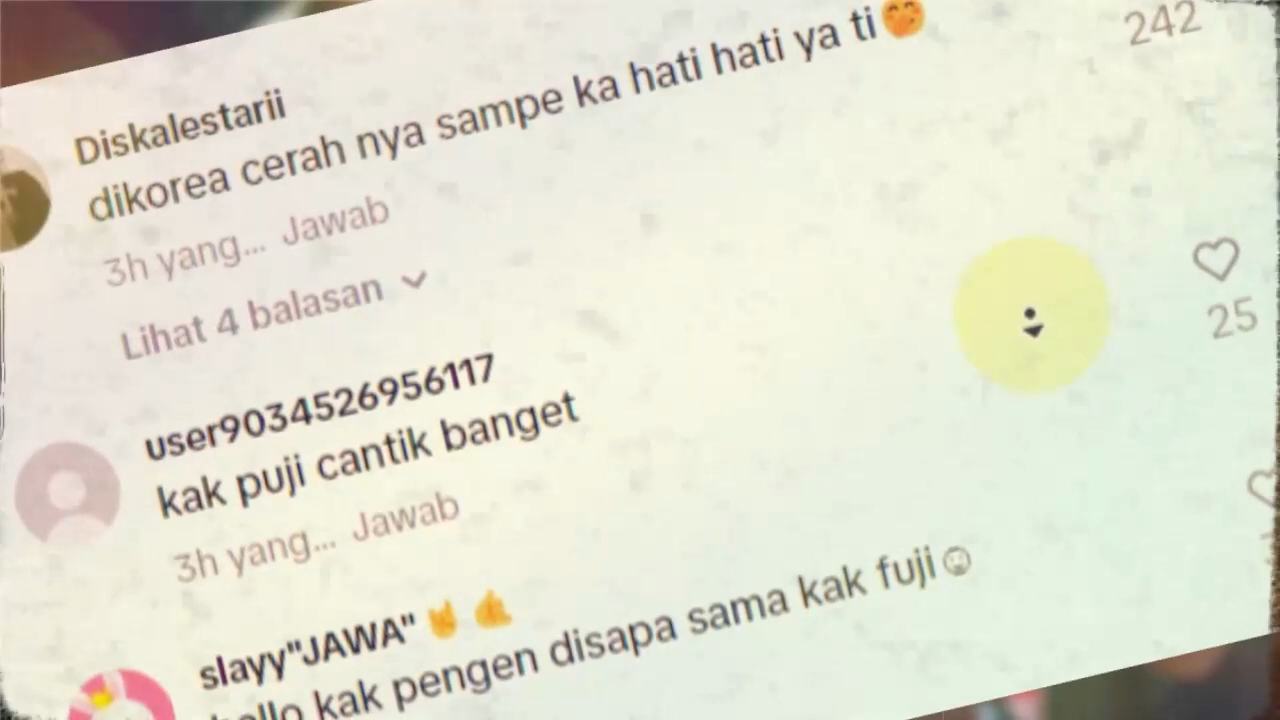 Diskalestarii
dikorea cerah nya sampe ka hati hati ya ti🤭
242
3h yang... Jawab
Lihat 4 balasan
25
user9034526956117
kak puji cantik banget
3h yang... Jawab
slayy"JAWA"🤘🤙
kak pengen disapa sama kak fuji